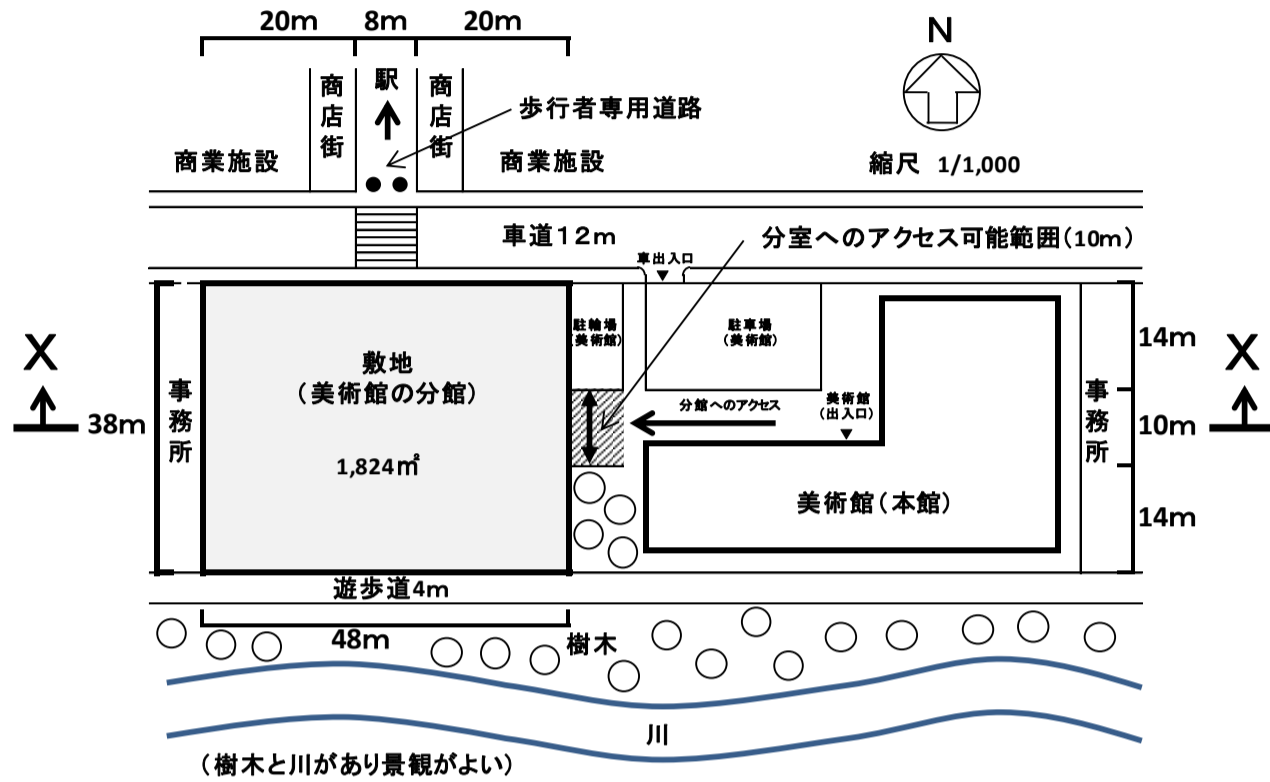 20m
8m
20m
N
商店街
駅
商店街
歩行者専用道路
商業施設
商業施設
縮尺 1/1,000
車道12m
分室へのアクセス可能範囲(10m)
車出入口
X
事務所
38m
敷地
(美術館の分館)
1,824㎡
駐輪場
(美術館)
駐車場
(美術館)
分館へのアクセス
美術館
(出入口)
美術館(本館)
事務所
14m
10m
14m
X
遊歩道4m
48m
樹木
川
(樹木と川があり景観がよい)